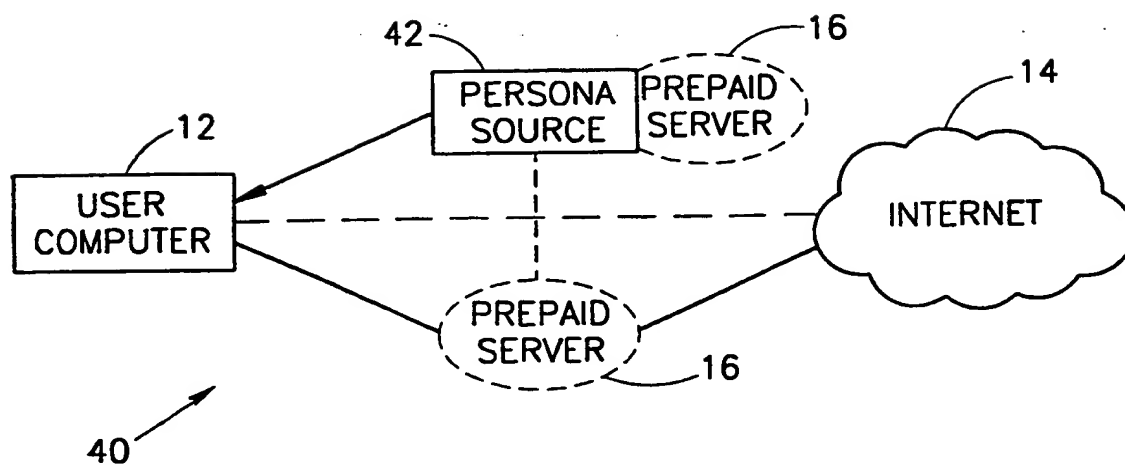 42
16
14
PERSONA
SOURCE
PREPAID
SERVER
12
USER
COMPUTER
INTERNET
PREPAID
SERVER
16
40